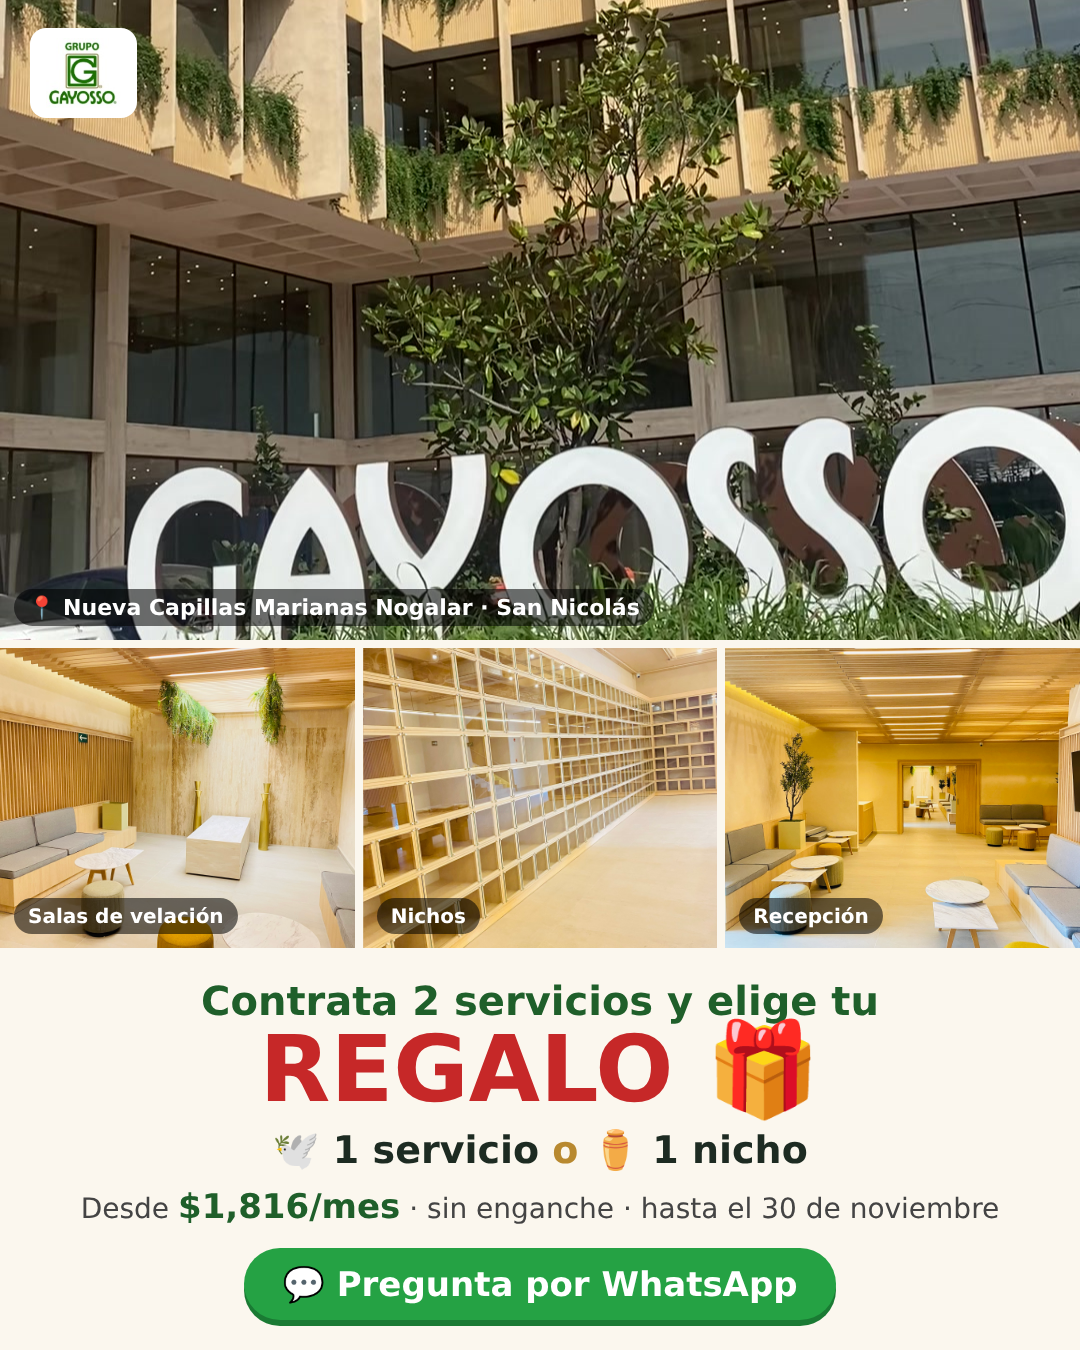 GRUPO
G
GAYOSSO
GAYOSSO
📍 Nueva Capillas Marianas Nogalar · San Nicolás
Salas de velación
Nichos
Recepción
Contrata 2 servicios y elige tu
REGALO 🎁
🕊️ 1 servicio o ⚱️ 1 nicho
Desde $1,816/mes · sin enganche · hasta el 30 de noviembre
💬 Pregunta por WhatsApp